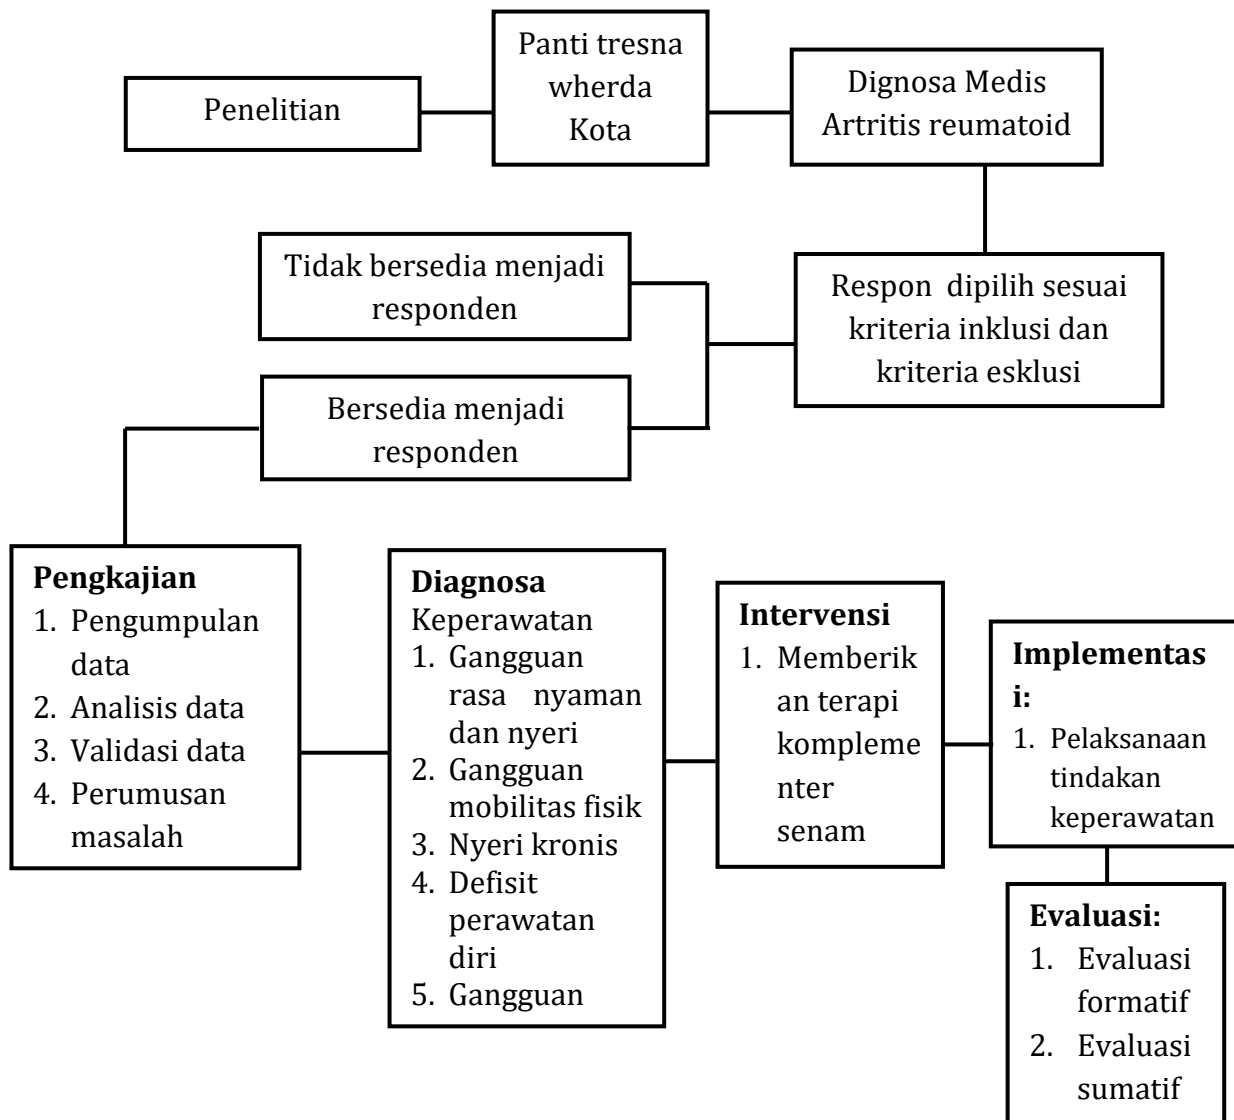 Penelitian
Panti tresna
wherda
Kota
Dignosa Medis
Artritis reumatoid
Tidak bersedia menjadi
responden
Respon dipilih sesuai
kriteria inklusi dan
kriteria esklusi
Bersedia menjadi
responden
Pengkajian
1. Pengumpulan
data
2. Analisis data
3. Validasi data
4. Perumusan
masalah
Diagnosa
Keperawatan
1. Gangguan
rasa nyaman
dan nyeri
2. Gangguan
mobilitas fisik
3. Nyeri kronis
4. Defisit
perawatan
diri
5. Gangguan
Intervensi
1. Memberik
an terapi
kompleme
nter
senam
Implementas
i:
1. Pelaksanaan
tindakan
keperawatan
Evaluasi:
1. Evaluasi
formatif
2. Evaluasi
sumatif